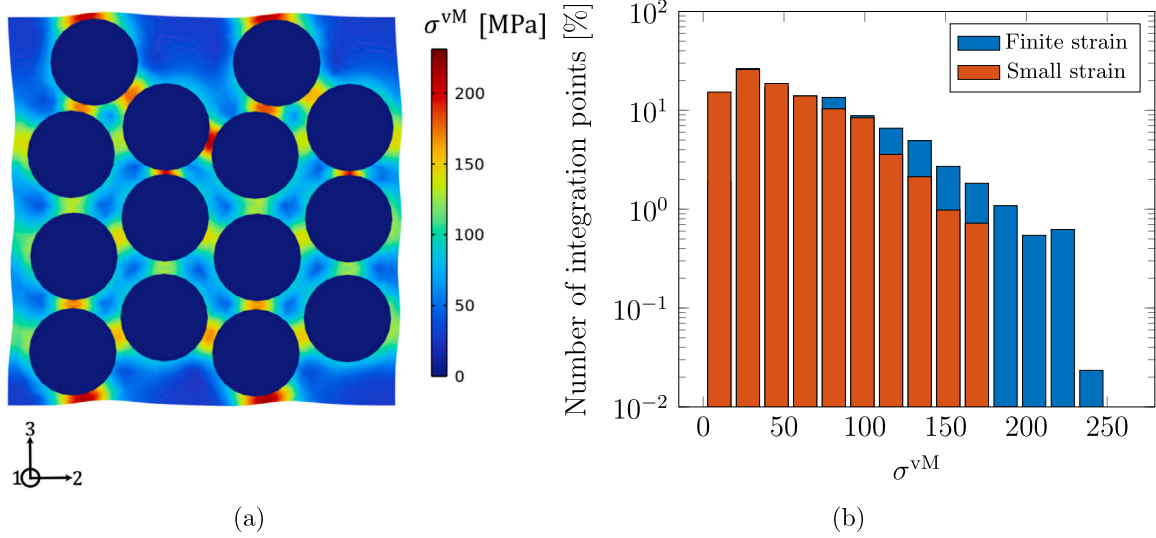 σ^vM [MPa]
200
150
100
50
0
3
1
2
(a)
Number of integration points [%]
10^2
10^1
10^0
10^−1
10^−2
Finite strain
Small strain
0 50 100 150 200 250
σ^vM
(b)